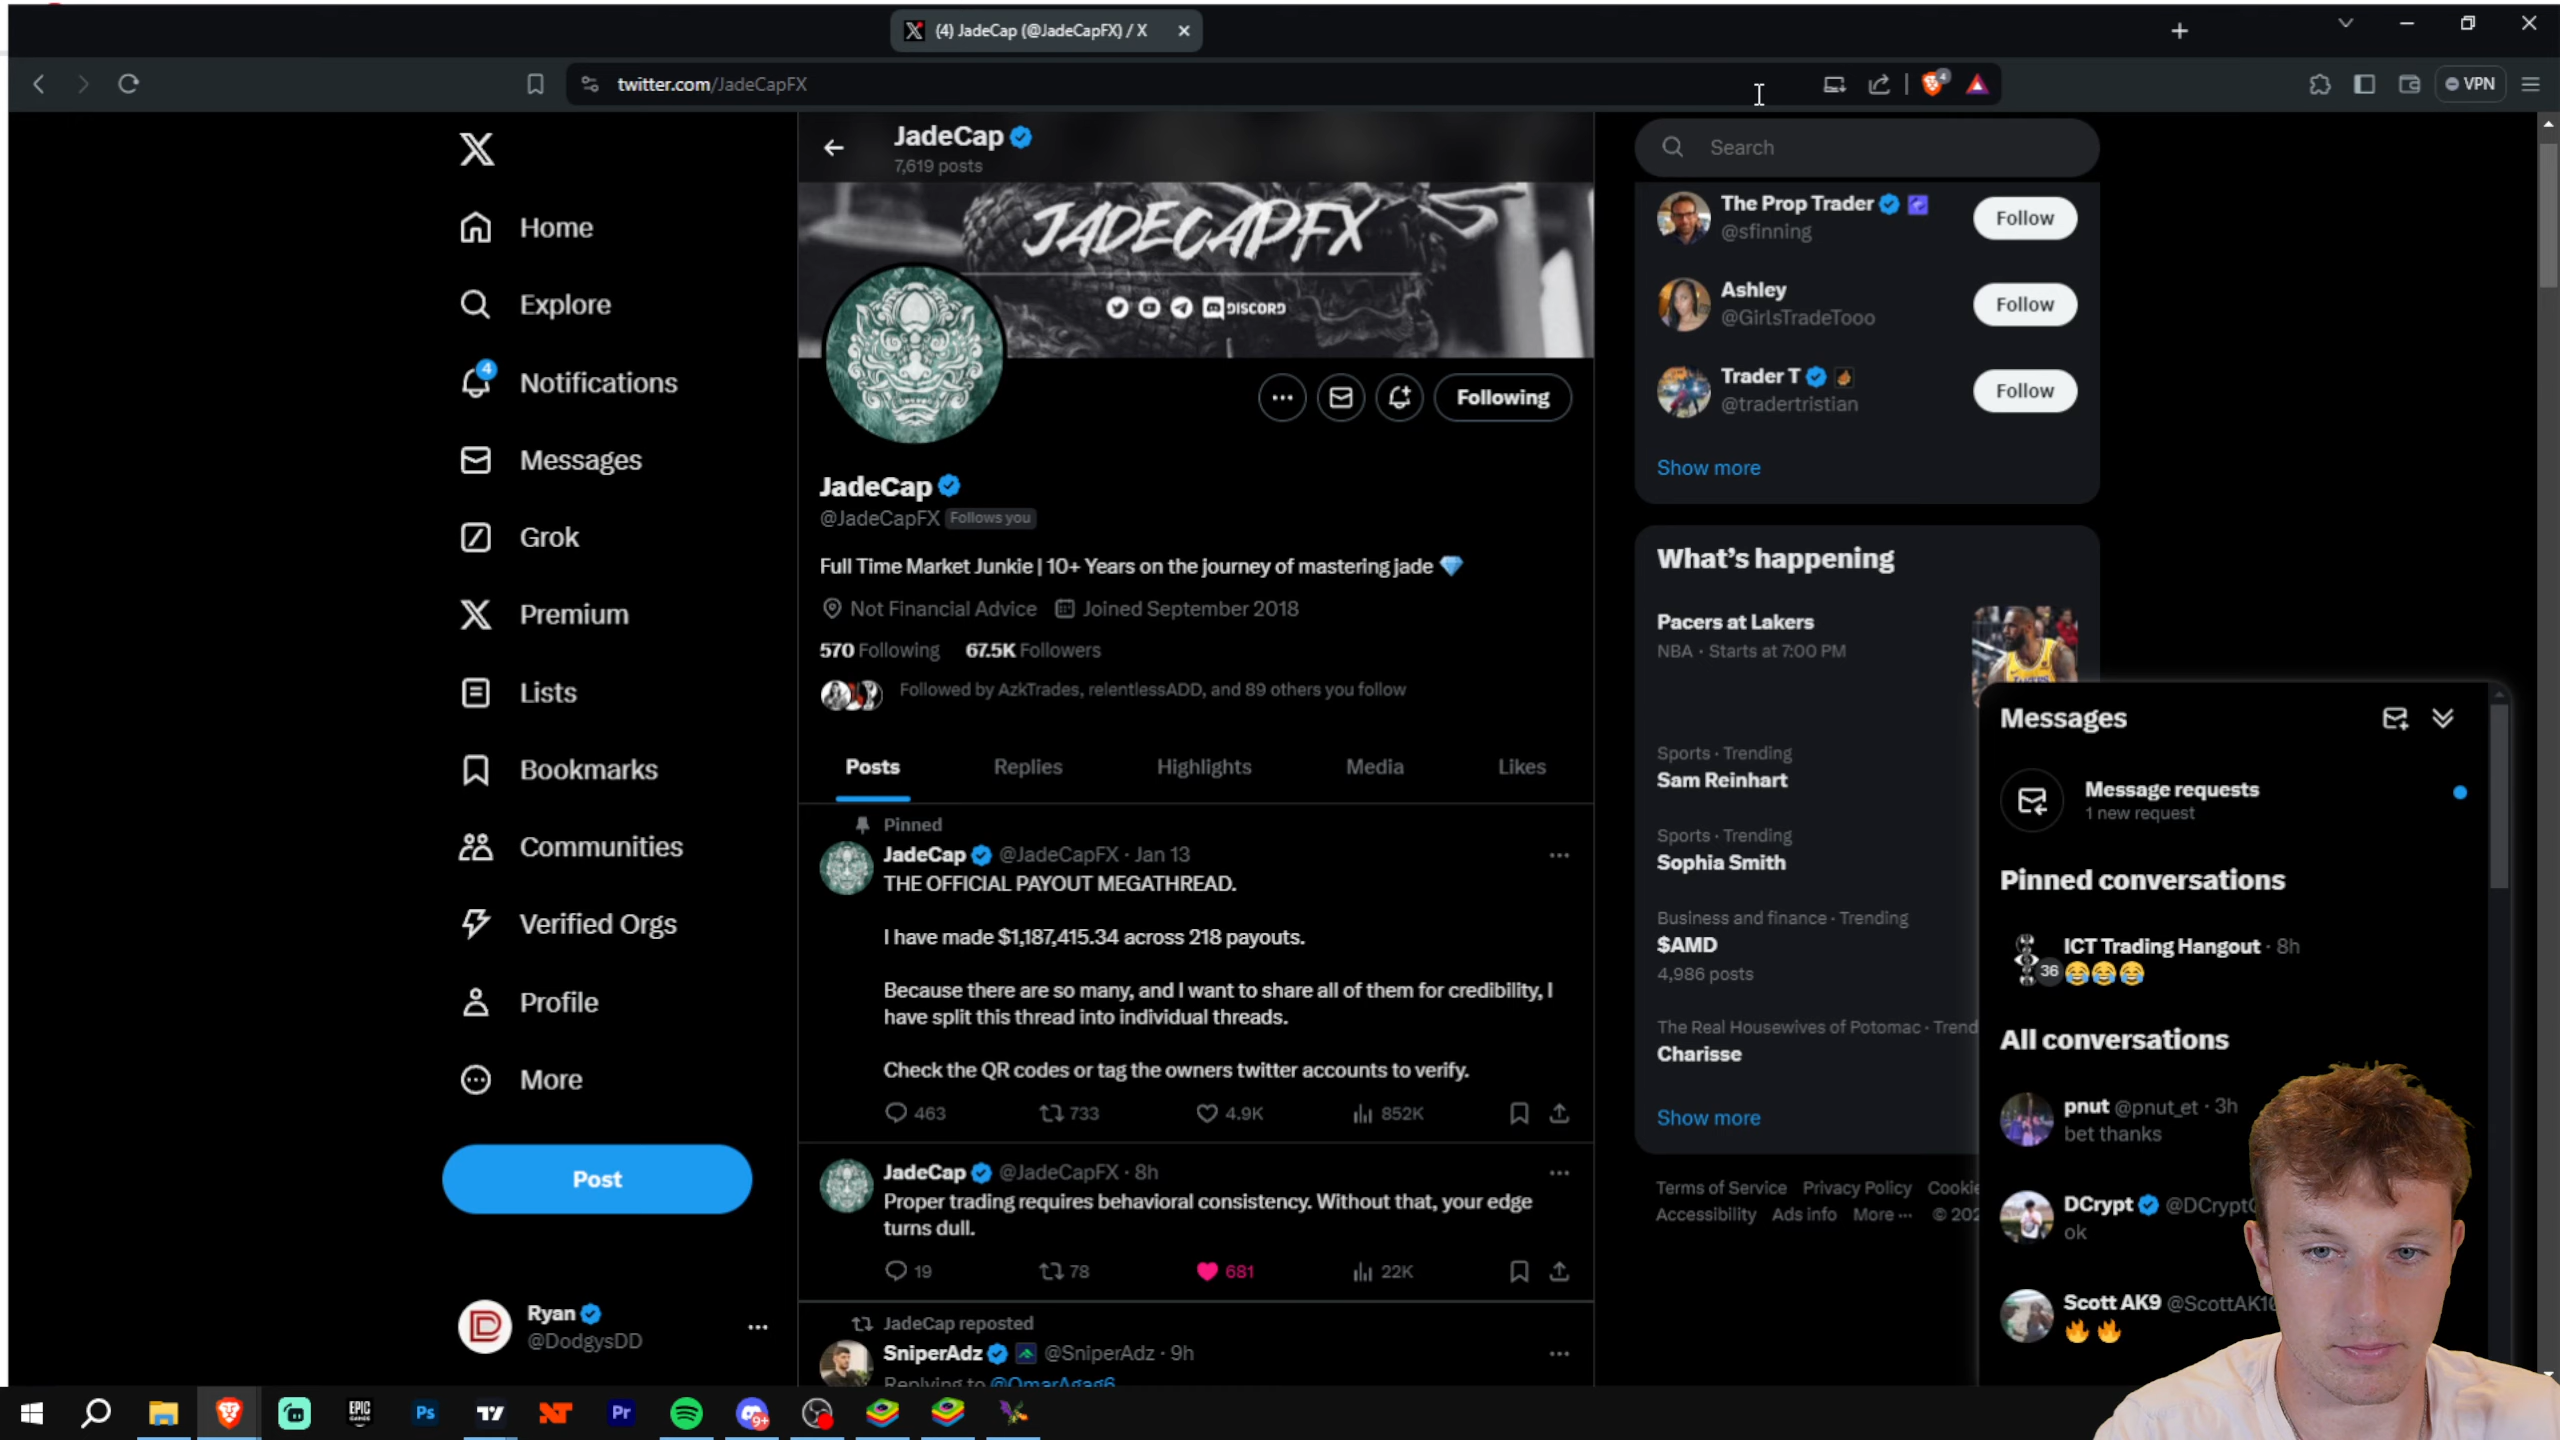 (4) JadeCap (@JadeCapFX) / X
twitter.com/JadeCapFX
4
VPN
Home
Explore
4
Notifications
Messages
Grok
Premium
Lists
Bookmarks
Communities
Verified Orgs
Profile
More
Post
Ryan
@DodgysDD
JadeCap
7,619 posts
JADECAPFX
DISCORD
Following
JadeCap
@JadeCapFX Follows you
Full Time Market Junkie | 10+ Years on the journey of mastering jade 💎
Not Financial Advice Joined September 2018
570 Following 67.5K Followers
Followed by AzkTrades, relentlessADD, and 89 others you follow
Posts Replies Highlights Media Likes
Pinned
JadeCap @JadeCapFX · Jan 13
THE OFFICIAL PAYOUT MEGATHREAD.
I have made $1,187,415.34 across 218 payouts.
Because there are so many, and I want to share all of them for credibility, I
have split this thread into individual threads.
Check the QR codes or tag the owners twitter accounts to verify.
463 733 4.9K 852K
JadeCap @JadeCapFX · 8h
Proper trading requires behavioral consistency. Without that, your edge
turns dull.
19 78 681 22K
JadeCap reposted
SniperAdz @SniperAdz · 9h
Replying to @OmarAgag6
Search
The Prop Trader
@sfinning
Follow
Ashley
@GirlsTradeTooo
Follow
Trader T
@tradertristian
Follow
Show more
What's happening
Pacers at Lakers
NBA · Starts at 7:00 PM
Sports · Trending
Sam Reinhart
Sports · Trending
Sophia Smith
Business and finance · Trending
$AMD
4,986 posts
The Real Housewives of Potomac · Trend
Charisse
Show more
Terms of Service Privacy Policy Cookie
Accessibility Ads info More ··· © 202
Messages
Message requests
1 new request
Pinned conversations
ICT Trading Hangout · 8h
36 😂😂😂
All conversations
pnut @pnut_et · 3h
bet thanks
DCrypt @DCrypt
ok
Scott AK9 @ScottAK1
🔥 🔥
EPIC
GAMES
Ps
Pr
9+